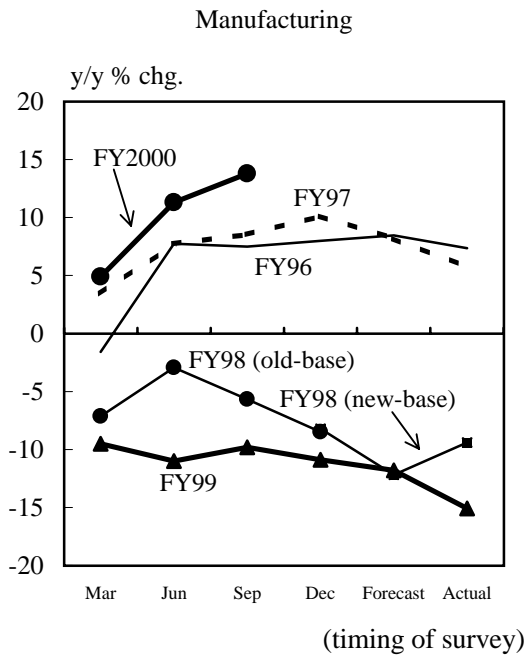 Manufacturing
y/y % chg.
20
15
10
5
0
-5
-10
-15
-20
FY2000
FY97
FY96
FY98 (old-base)
FY98 (new-base)
FY99
Mar Jun Sep Dec Forecast Actual
(timing of survey)